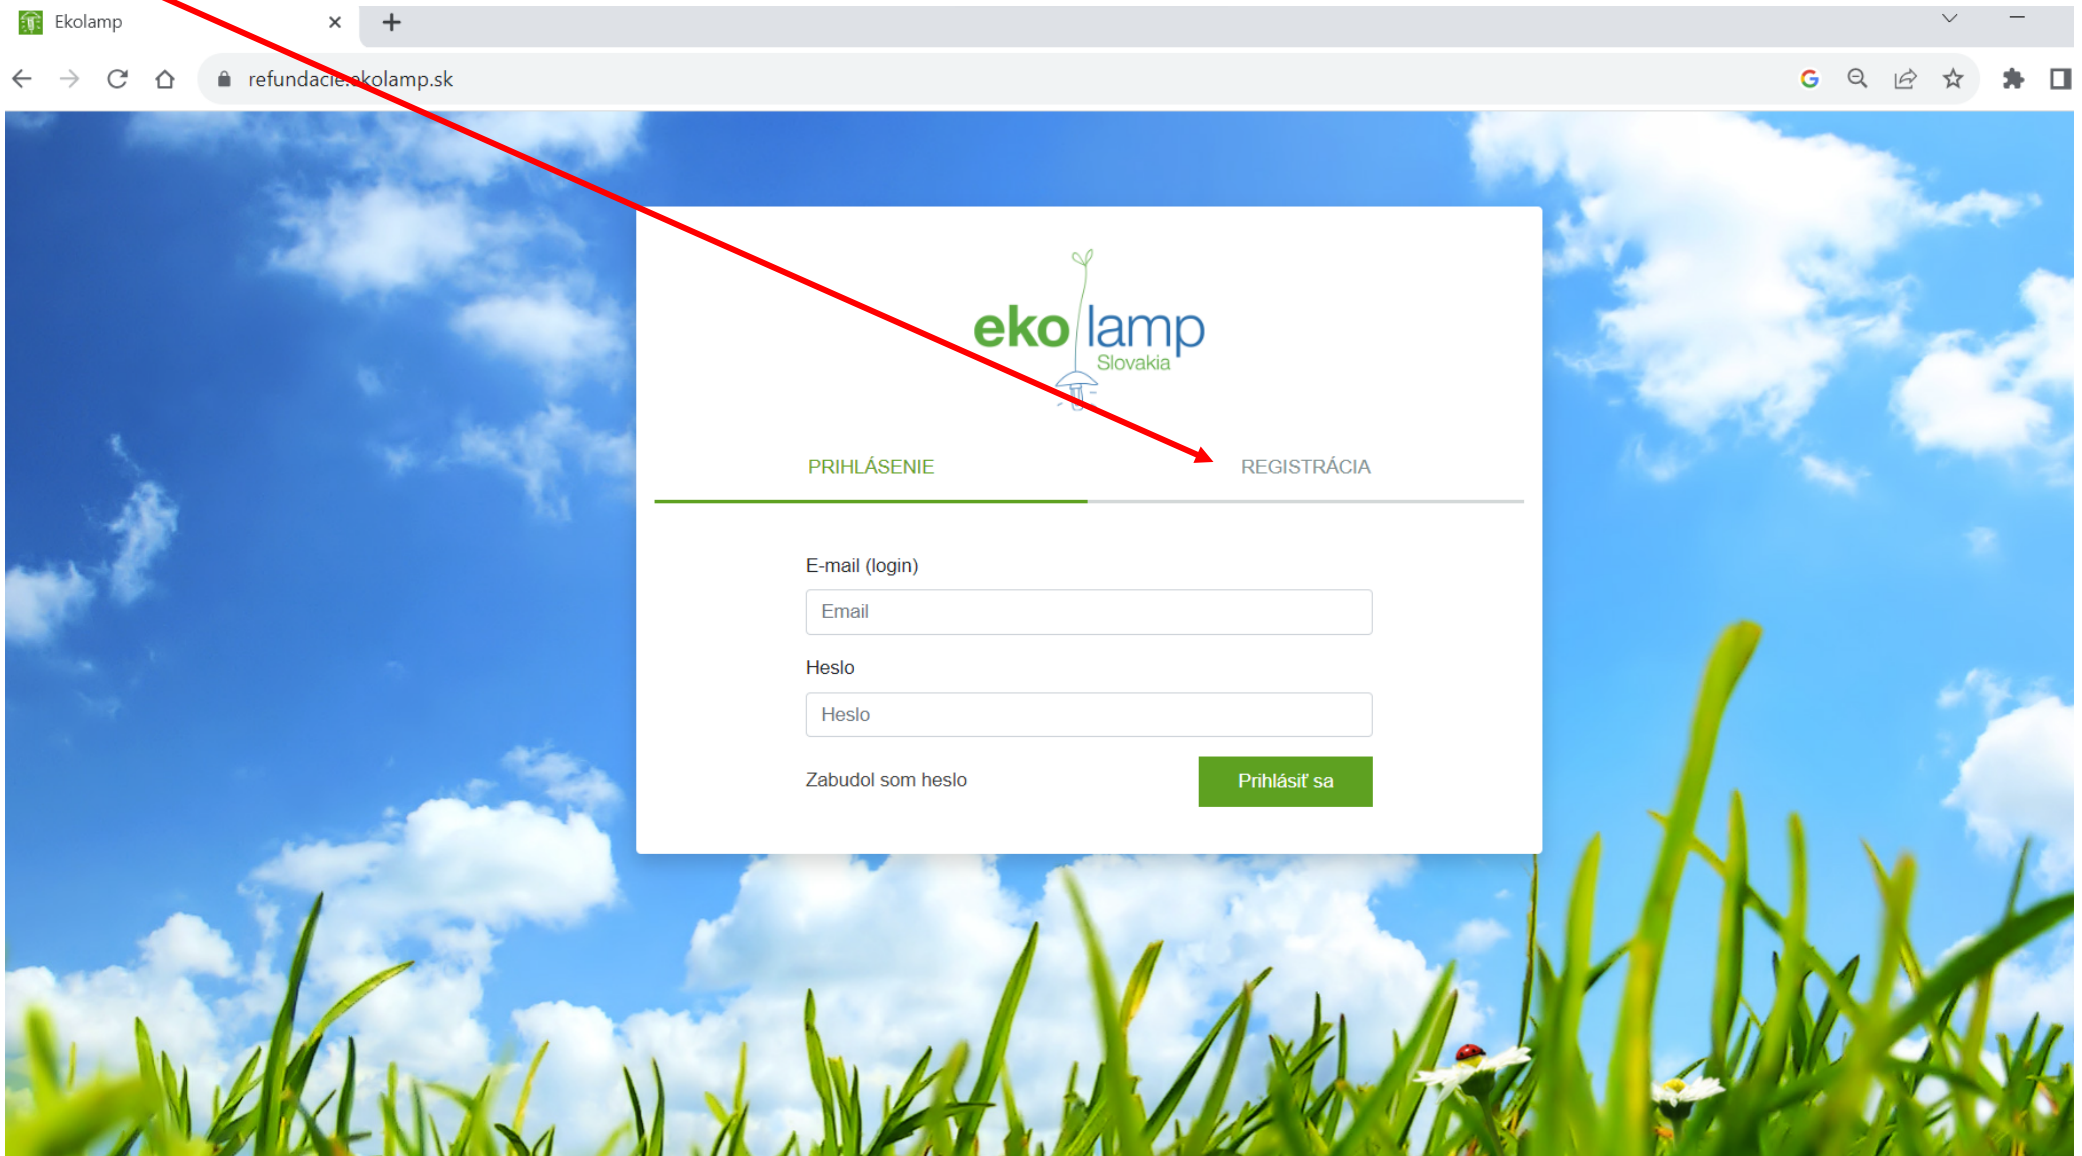 Ekolamp
refundacie.ekolamp.sk
eko lamp
Slovakia
PRIHLÁSENIE REGISTRÁCIA
E-mail (login)
Email
Heslo
Heslo
Zabudol som heslo Prihlásiť sa